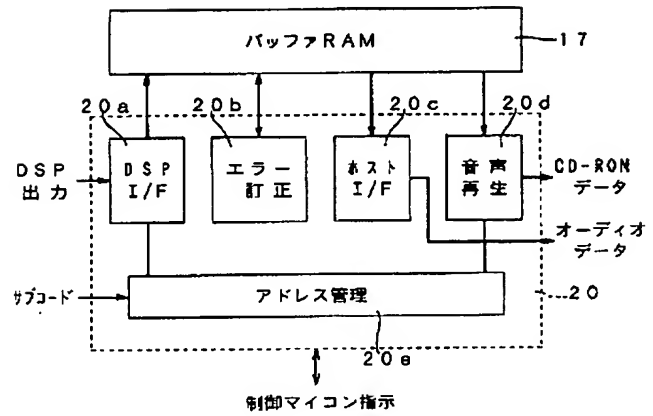 バッファRAM
17
20a
20b
20c
20d
DSP
出力
DSP
I/F
エラー
訂正
ホスト
I/F
音声
再生
CD-ROM
データ
オーディオ
データ
サブコード
アドレス管理
20
20e
制御マイコン指示